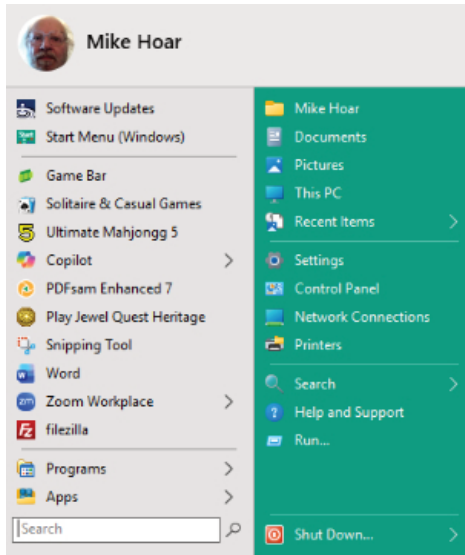 Mike Hoar
Software Updates
Start Menu (Windows)
Game Bar
Solitaire & Casual Games
Ultimate Mahjongg 5
Copilot
PDFsam Enhanced 7
Play Jewel Quest Heritage
Snipping Tool
Word
Zoom Workplace
filezilla
Programs
Apps
Search
Mike Hoar
Documents
Pictures
This PC
Recent Items
Settings
Control Panel
Network Connections
Printers
Search
Help and Support
Run...
Shut Down...